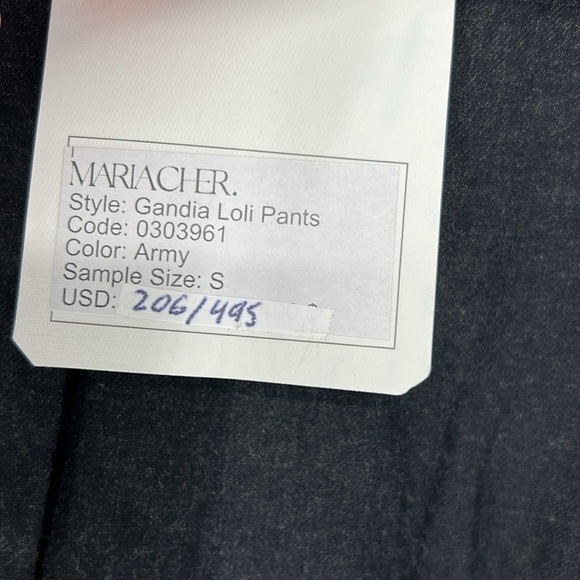 MARIACHER.
Style: Gandia Loli Pants
Code: 0303961
Color: Army
Sample Size: S
USD: 206/495